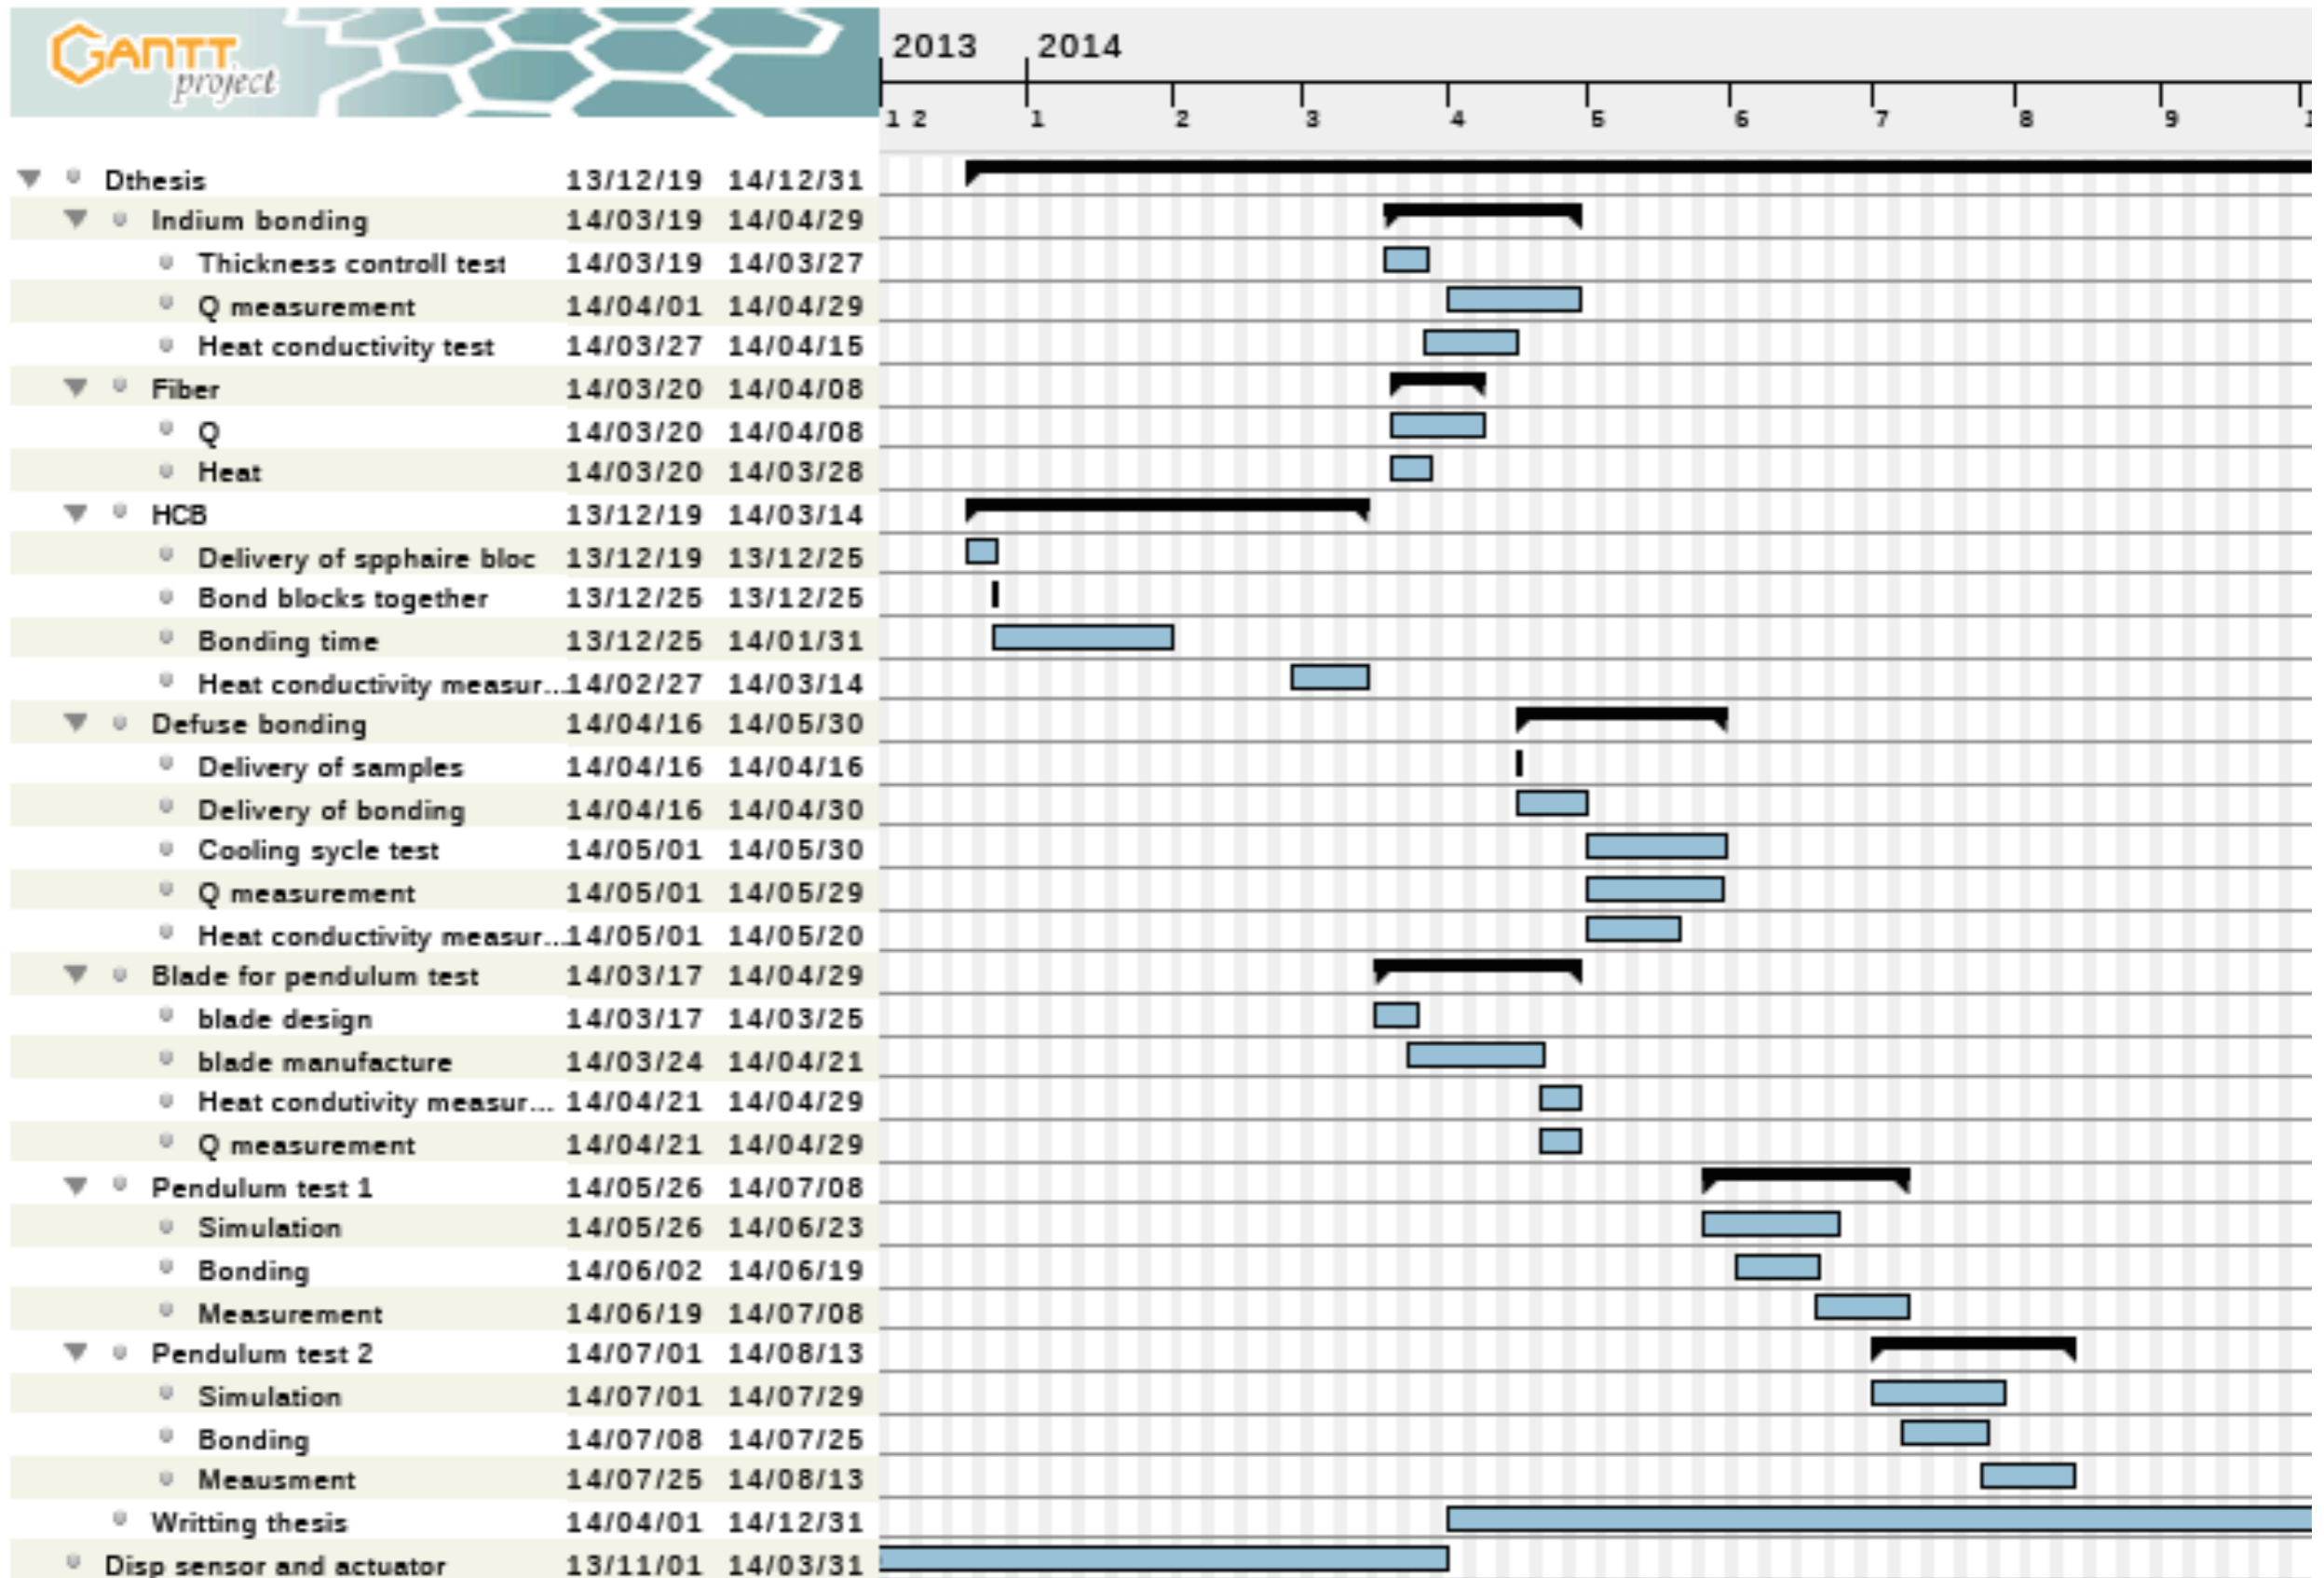 GANTT
project
2013 2014
12 1 2 3 4 5 6 7 8 9 1
Dthesis 13/12/19 14/12/31
Indium bonding 14/03/19 14/04/29
Thickness controll test 14/03/19 14/03/27
Q measurement 14/04/01 14/04/29
Heat conductivity test 14/03/27 14/04/15
Fiber 14/03/20 14/04/08
Q 14/03/20 14/04/08
Heat 14/03/20 14/03/28
HCB 13/12/19 14/03/14
Delivery of spphaire bloc 13/12/19 13/12/25
Bond blocks together 13/12/25 13/12/25
Bonding time 13/12/25 14/01/31
Heat conductivity measur... 14/02/27 14/03/14
Defuse bonding 14/04/16 14/05/30
Delivery of samples 14/04/16 14/04/16
Delivery of bonding 14/04/16 14/04/30
Cooling sycle test 14/05/01 14/05/30
Q measurement 14/05/01 14/05/29
Heat conductivity measur... 14/05/01 14/05/20
Blade for pendulum test 14/03/17 14/04/29
blade design 14/03/17 14/03/25
blade manufacture 14/03/24 14/04/21
Heat condutivity measur... 14/04/21 14/04/29
Q measurement 14/04/21 14/04/29
Pendulum test 1 14/05/26 14/07/08
Simulation 14/05/26 14/06/23
Bonding 14/06/02 14/06/19
Measurement 14/06/19 14/07/08
Pendulum test 2 14/07/01 14/08/13
Simulation 14/07/01 14/07/29
Bonding 14/07/08 14/07/25
Meausment 14/07/25 14/08/13
Writting thesis 14/04/01 14/12/31
Disp sensor and actuator 13/11/01 14/03/31